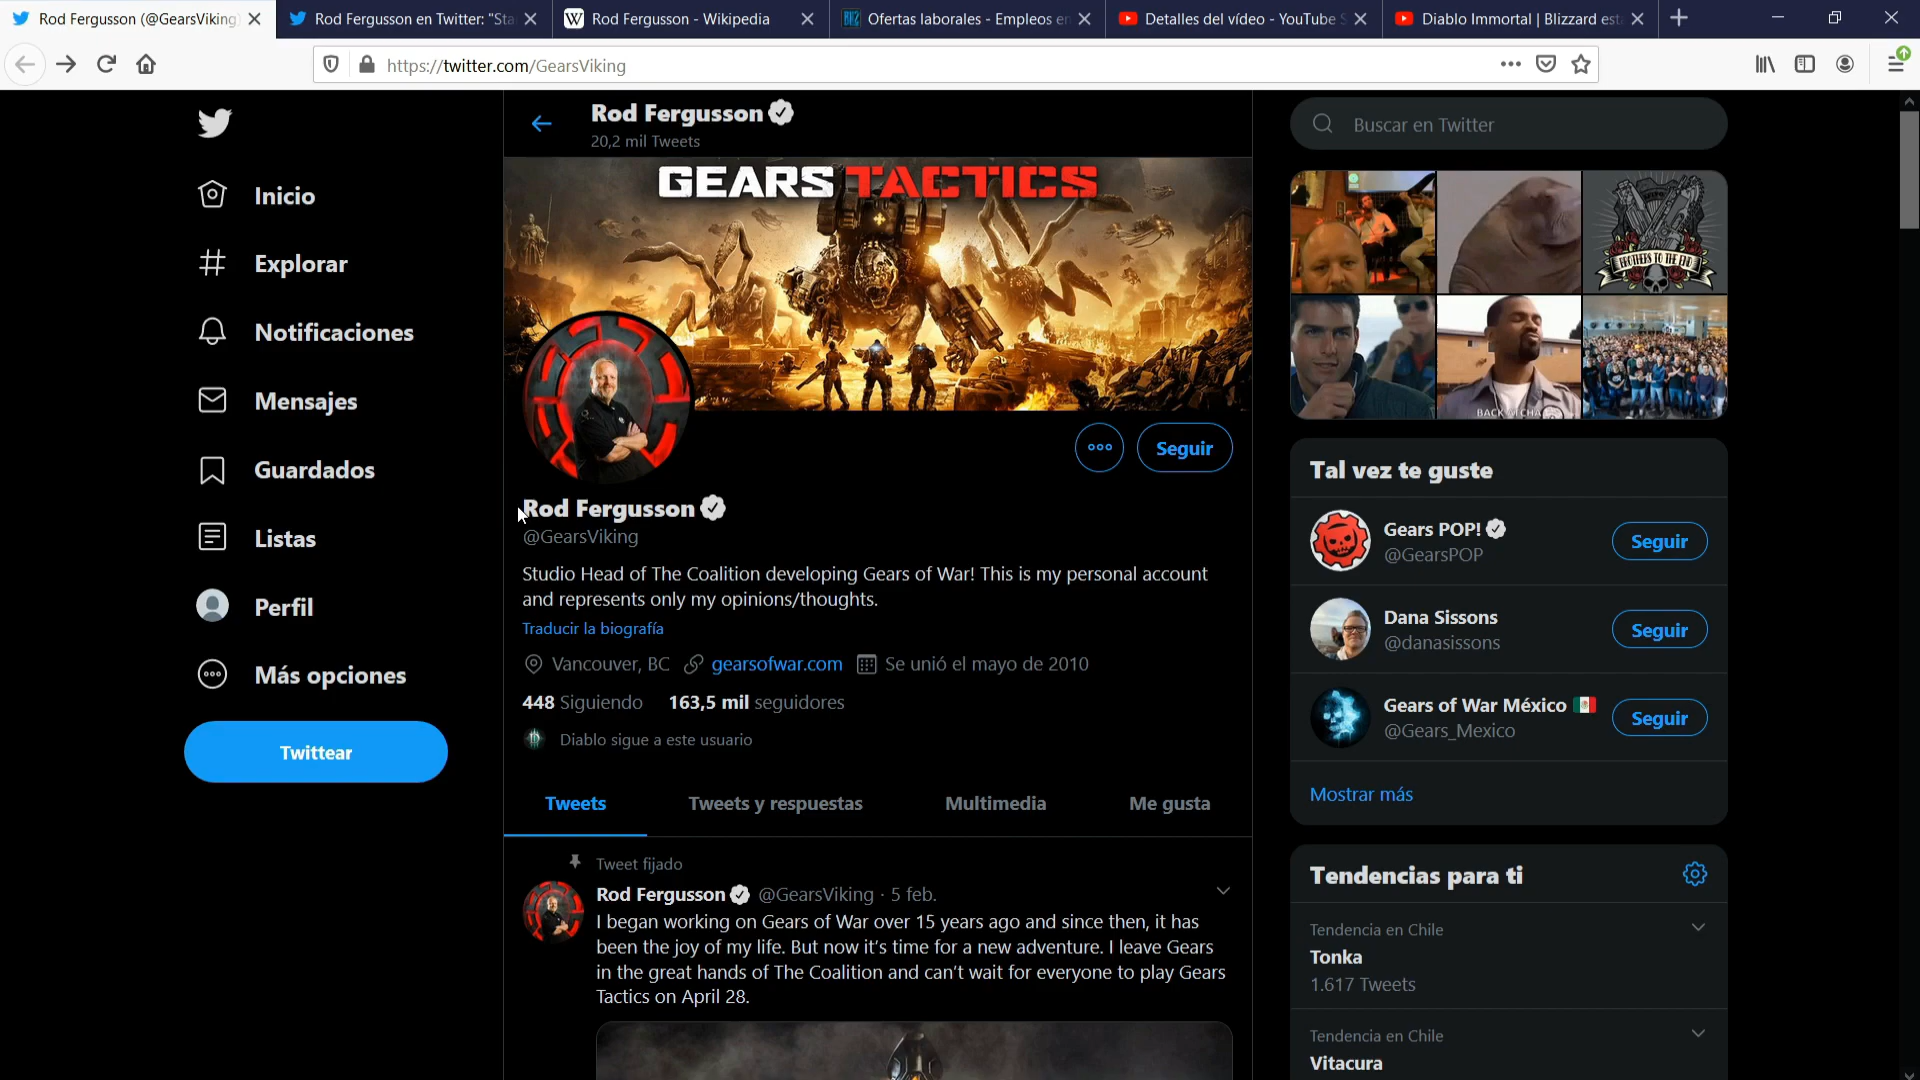 Rod Fergusson (@GearsViking)
Rod Fergusson en Twitter: "Sta
Rod Fergusson - Wikipedia
Ofertas laborales - Empleos en
Detalles del vídeo - YouTube S
Diablo Immortal | Blizzard est
https://twitter.com/GearsViking
Rod Fergusson
20,2 mil Tweets
Buscar en Twitter
GEARS TACTICS
Inicio
Explorar
Notificaciones
Mensajes
Guardados
Listas
Perfil
Más opciones
Twittear
BROTHERS TO THE END
Seguir
Rod Fergusson
@GearsViking
Studio Head of The Coalition developing Gears of War! This is my personal account
and represents only my opinions/thoughts.
Traducir la biografía
Vancouver, BC gearsofwar.com Se unió el mayo de 2010
448 Siguiendo 163,5 mil seguidores
Diablo sigue a este usuario
Tweets Tweets y respuestas Multimedia Me gusta
Tweet fijado
Rod Fergusson @GearsViking · 5 feb.
I began working on Gears of War over 15 years ago and since then, it has
been the joy of my life. But now it's time for a new adventure. I leave Gears
in the great hands of The Coalition and can't wait for everyone to play Gears
Tactics on April 28.
Tal vez te guste
Gears POP!
@GearsPOP
Seguir
Dana Sissons
@danasissons
Seguir
Gears of War México
@Gears_Mexico
Seguir
Mostrar más
Tendencias para ti
Tendencia en Chile
Tonka
1.617 Tweets
Tendencia en Chile
Vitacura